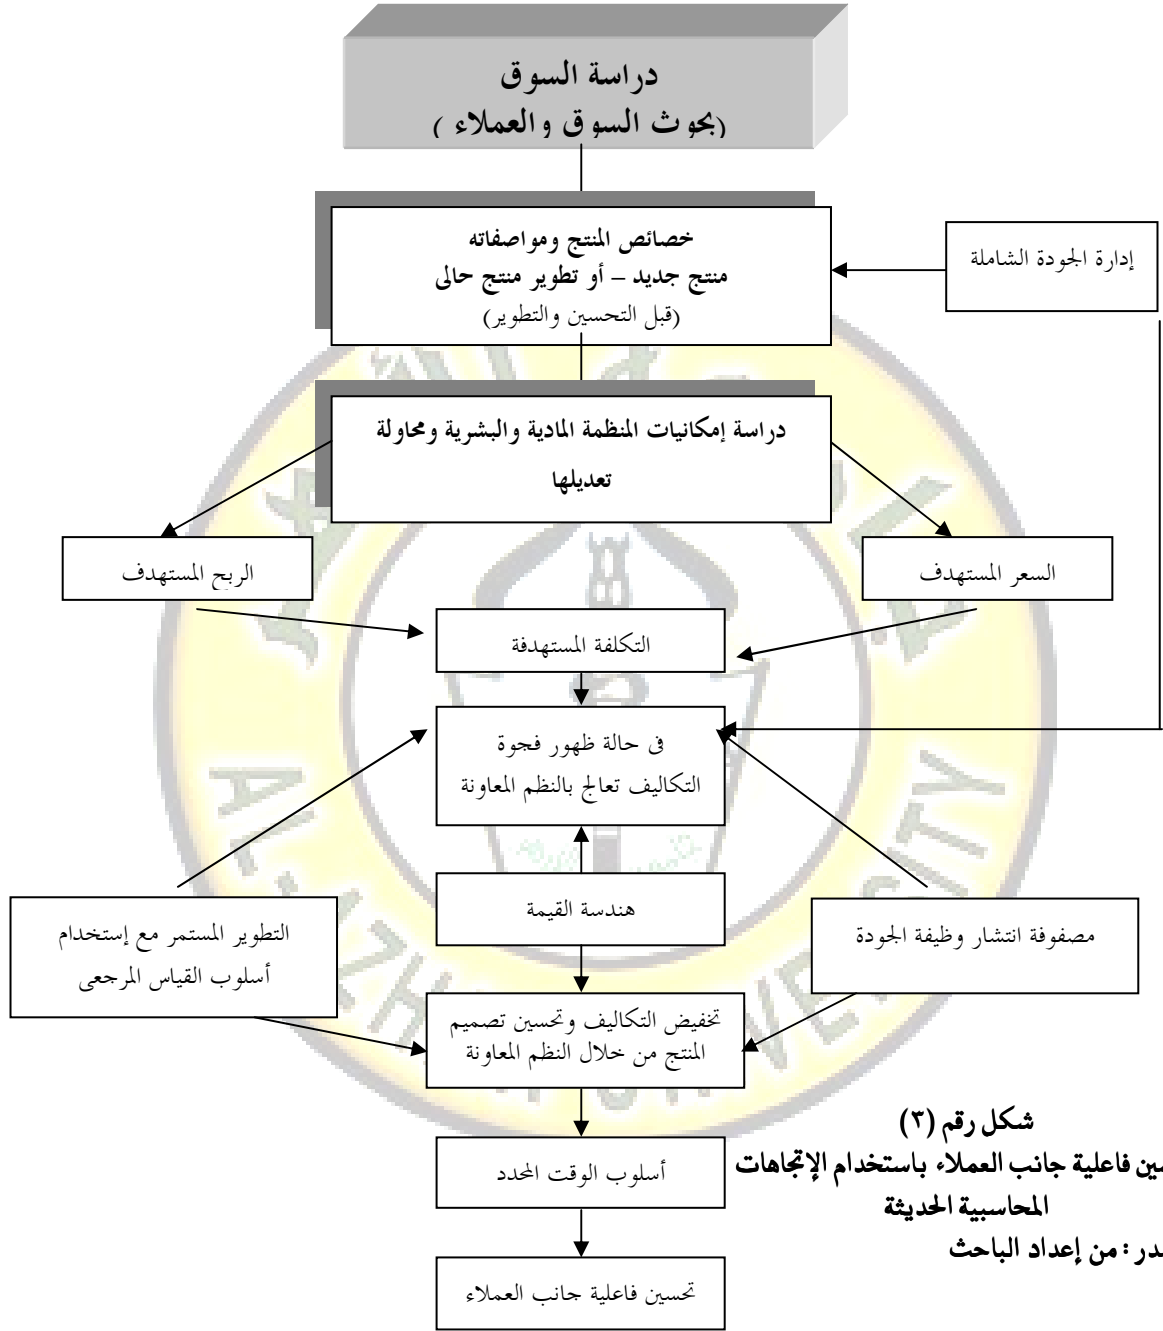 دراسة السوق
(بحوث السوق والعملاء )
خصائص المنتج ومواصفاته
منتج جديد – أو تطوير منتج حالى
(قبل التحسين والتطوير)
إدارة الجودة الشاملة
دراسة إمكانيات المنظمة المادية والبشرية ومحاولة
تعديلها
السعر المستهدف
الربح المستهدف
التكلفة المستهدفة
فى حالة ظهور فجوة
التكاليف تعالج بالنظم المعاونة
هندسة القيمة
مصفوفة انتشار وظيفة الجودة
التطوير المستمر مع إستخدام
أسلوب القياس المرجعى
تخفيض التكاليف وتحسين تصميم
المنتج من خلال النظم المعاونة
أسلوب الوقت المحدد
تحسين فاعلية جانب العملاء
شكل رقم (٣)
فاعلية جانب العملاء باستخدام الإتجاهات
المحاسبية الحديثة
: من إعداد الباحث
AL-AZHAR UNIVERSITY